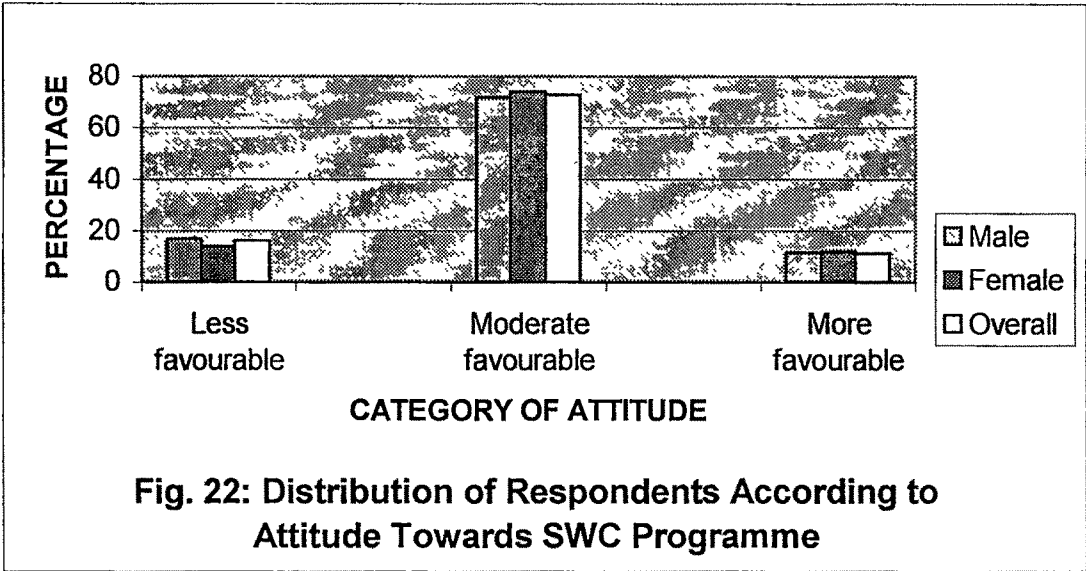 PERCENTAGE
80
60
40
20
0
Less
favourable
Moderate
favourable
More
favourable
CATEGORY OF ATTITUDE
Male
Female
Overall
Fig. 22: Distribution of Respondents According to
Attitude Towards SWC Programme